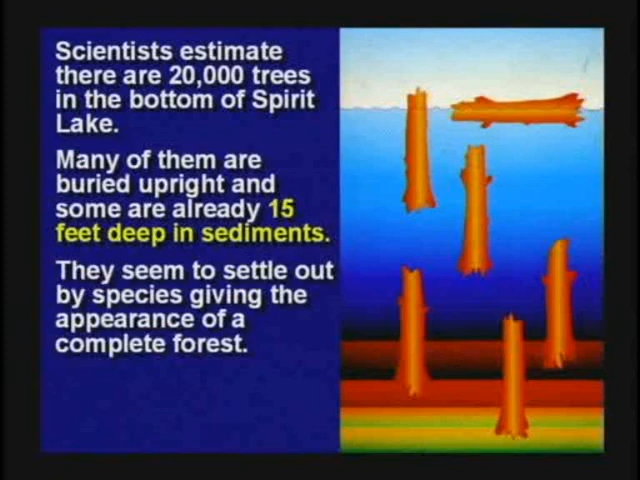 Scientists estimate
there are 20,000 trees
in the bottom of Spirit
Lake.
Many of them are
buried upright and
some are already 15
feet deep in sediments.
They seem to settle out
by species giving the
appearance of a
complete forest.